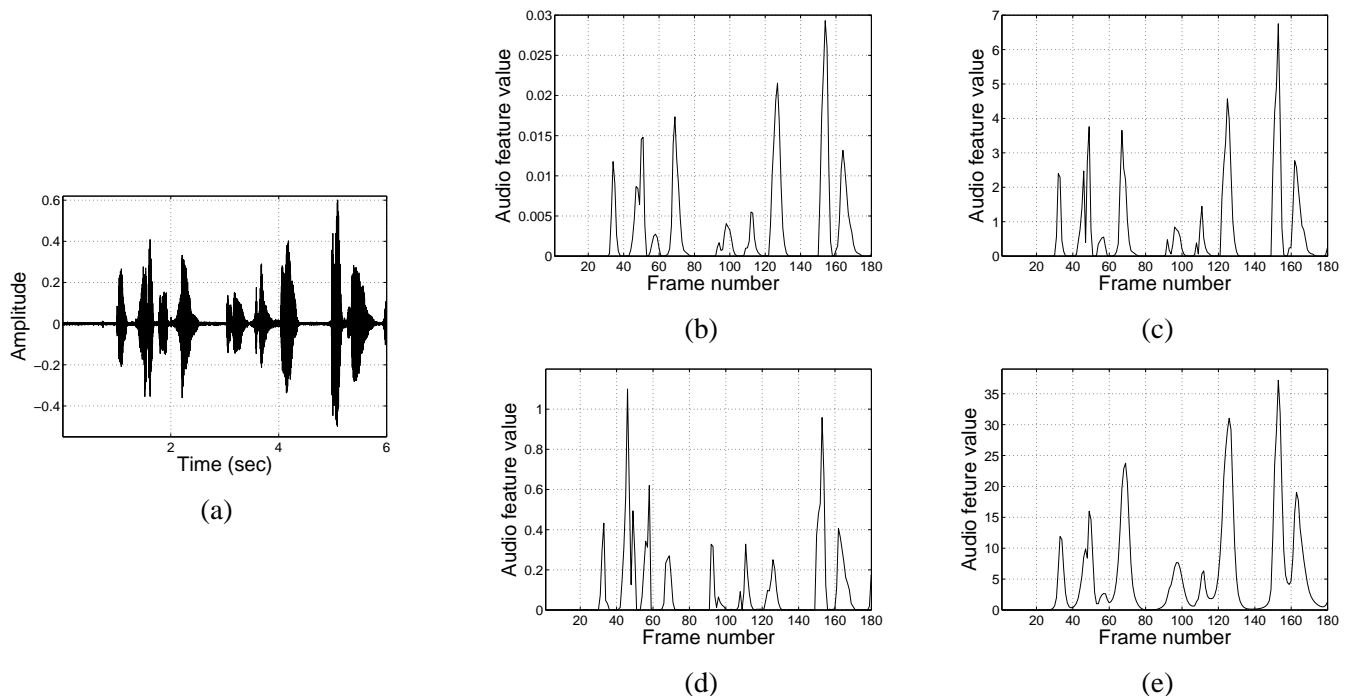 0.6
0.4
0.2
0
−0.2
−0.4
2 4 6
Amplitude
Time (sec)
(a)
0.03
0.025
0.02
0.015
0.01
0.005
0
20 40 60 80 100 120 140 160 180
Audio feature value
Frame number
(b)
7
6
5
4
3
2
1
0
20 40 60 80 100 120 140 160 180
Audio feature value
Frame number
(c)
1
0.8
0.6
0.4
0.2
0
20 40 60 80 100 120 140 160 180
Audio feature value
Frame number
(d)
35
30
25
20
15
10
5
0
20 40 60 80 100 120 140 160 180
Audio feture value
Frame number
(e)